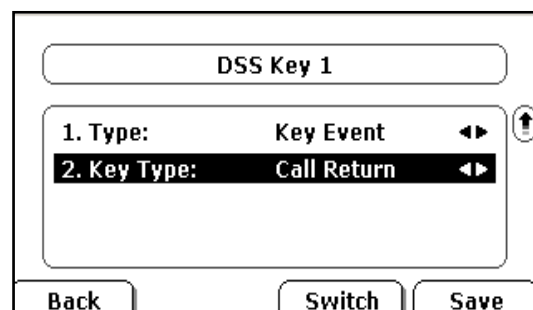 DSS Key 1
1. Type: Key Event
2. Key Type: Call Return
Back Switch Save